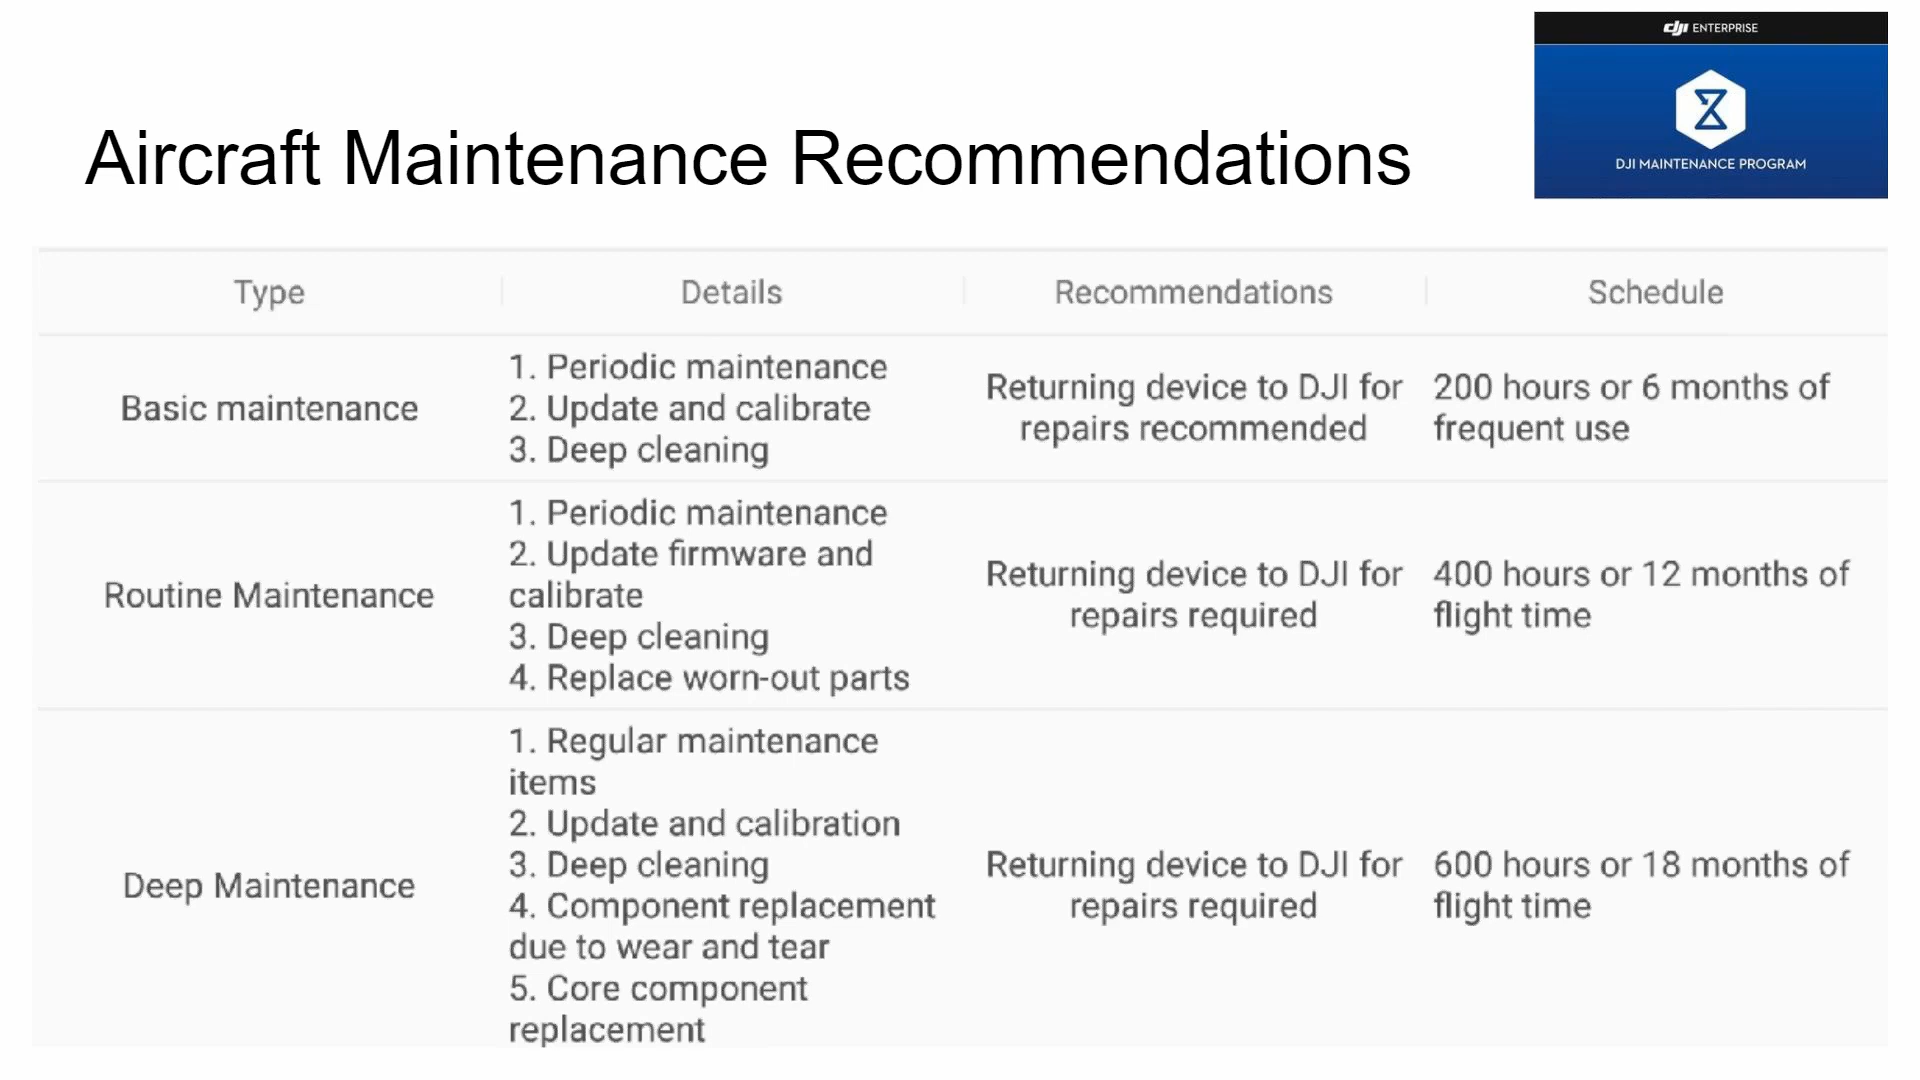 dji ENTERPRISE
DJI MAINTENANCE PROGRAM
Aircraft Maintenance Recommendations
Type
Details
Recommendations
Schedule
Basic maintenance
1. Periodic maintenance
2. Update and calibrate
3. Deep cleaning
Returning device to DJI for
repairs recommended
200 hours or 6 months of
frequent use
Routine Maintenance
1. Periodic maintenance
2. Update firmware and
calibrate
3. Deep cleaning
4. Replace worn-out parts
Returning device to DJI for
repairs required
400 hours or 12 months of
flight time
Deep Maintenance
1. Regular maintenance
items
2. Update and calibration
3. Deep cleaning
4. Component replacement
due to wear and tear
5. Core component
replacement
Returning device to DJI for
repairs required
600 hours or 18 months of
flight time